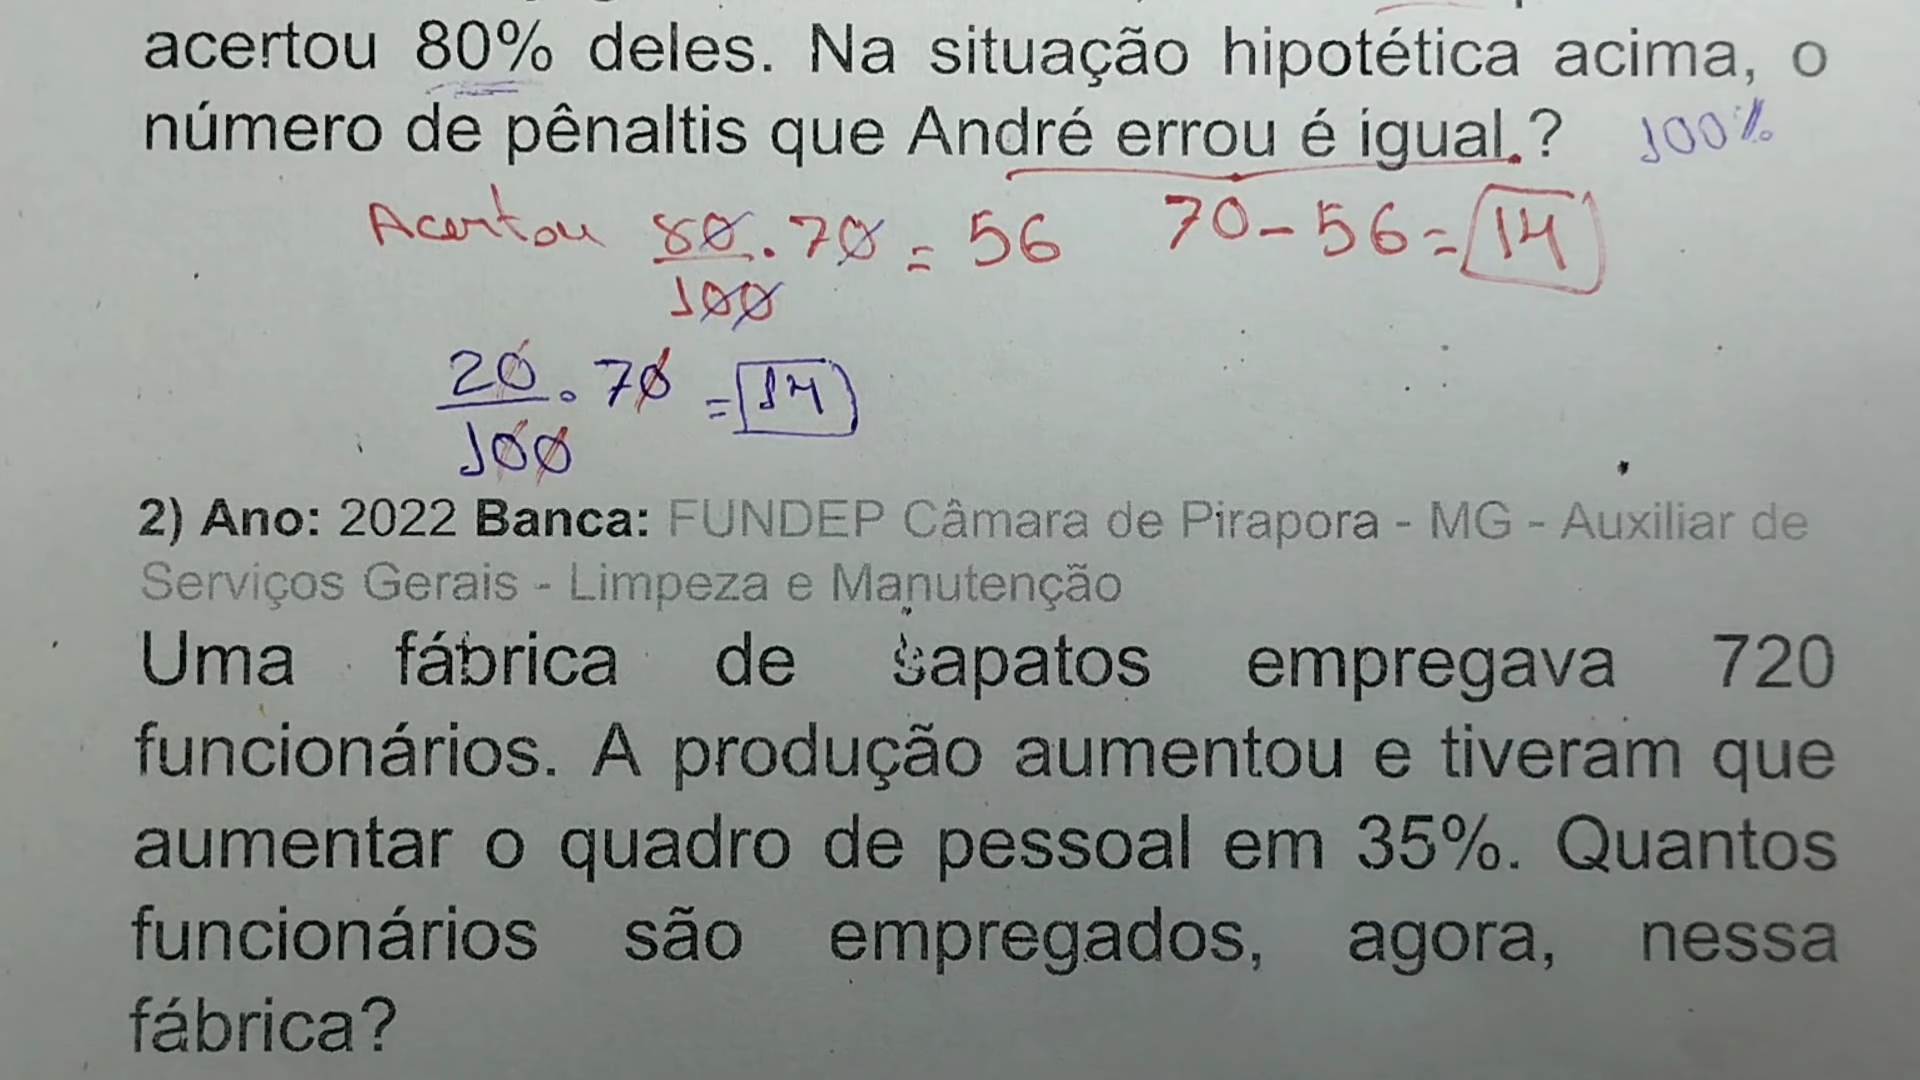 acertou 80% deles. Na situação hipotética acima, o
número de pênaltis que André errou é igual.? 100%
Acertou 80/100 . 70 = 56 70 - 56 = 14
20/100 . 70 = 14
2) Ano: 2022 Banca: FUNDEP Câmara de Pirapora - MG - Auxiliar de
Serviços Gerais - Limpeza e Manutenção
Uma fábrica de sapatos empregava 720
funcionários. A produção aumentou e tiveram que
aumentar o quadro de pessoal em 35%. Quantos
funcionários são empregados, agora, nessa
fábrica?